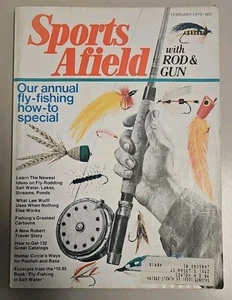 FEBRUARY 1973 • 60¢
Sports
Afield
with
ROD &
GUN
Our annual
fly-fishing
how-to
special
Learn The Newest
Ideas on Fly-Rodding
Salt Water, Lakes,
Streams, Ponds
What Lee Wulff
Uses When Nothing
Else Works
Fishing's Greatest
Cartoons
A New Robert
Traver Story
How to Get 132
Great Catalogs
Homer Circle's Ways
for Panfish and Bass
Excerpts from the $10.95
Book "Fly-Fishing
in Salt Water"